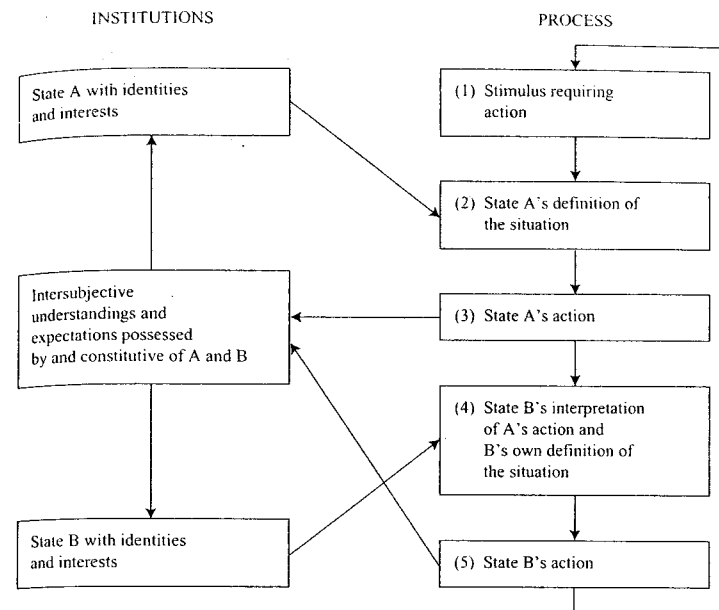 INSTITUTIONS
PROCESS
State A with identities
and interests
(1) Stimulus requiring
action
(2) State A's definition of
the situation
Intersubjective
understandings and
expectations possessed
by and constitutive of A and B
(3) State A's action
(4) State B's interpretation
of A's action and
B's own definition of
the situation
State B with identities
and interests
(5) State B's action